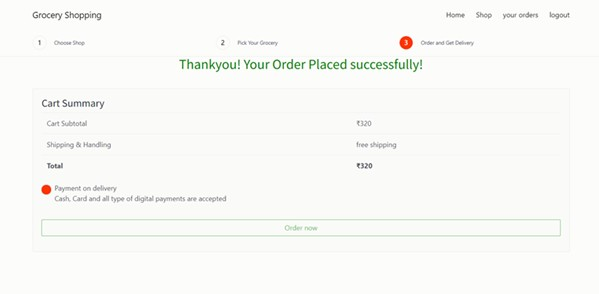 Grocery Shopping
Home Shop your orders logout
1 Choose Shop 2 Pick Your Grocery 3 Order and Get Delivery
Thankyou! Your Order Placed successfully!
Cart Summary
Cart Subtotal ₹320
Shipping & Handling free shipping
Total ₹320
Payment on delivery
Cash, Card and all type of digital payments are accepted
Order now